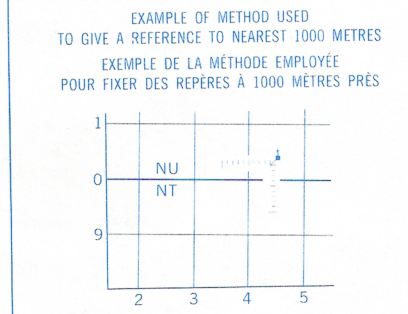 EXAMPLE OF METHOD USED
TO GIVE A REFERENCE TO NEAREST 1000 METRES
EXEMPLE DE LA MÉTHODE EMPLOYÉE
POUR FIXER DES REPÈRES À 1000 MÈTRES PRÈS
1
NU
0
NT
9
2 3 4 5